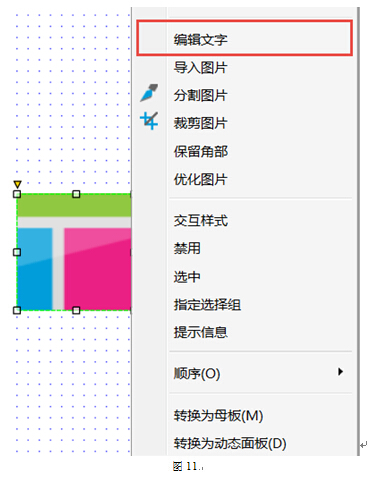 编辑文字
导入图片
分割图片
裁剪图片
保留角部
优化图片
交互样式
禁用
选中
指定选择组
提示信息
顺序(O)
转换为母板(M)
转换为动态面板(D)
图 11.